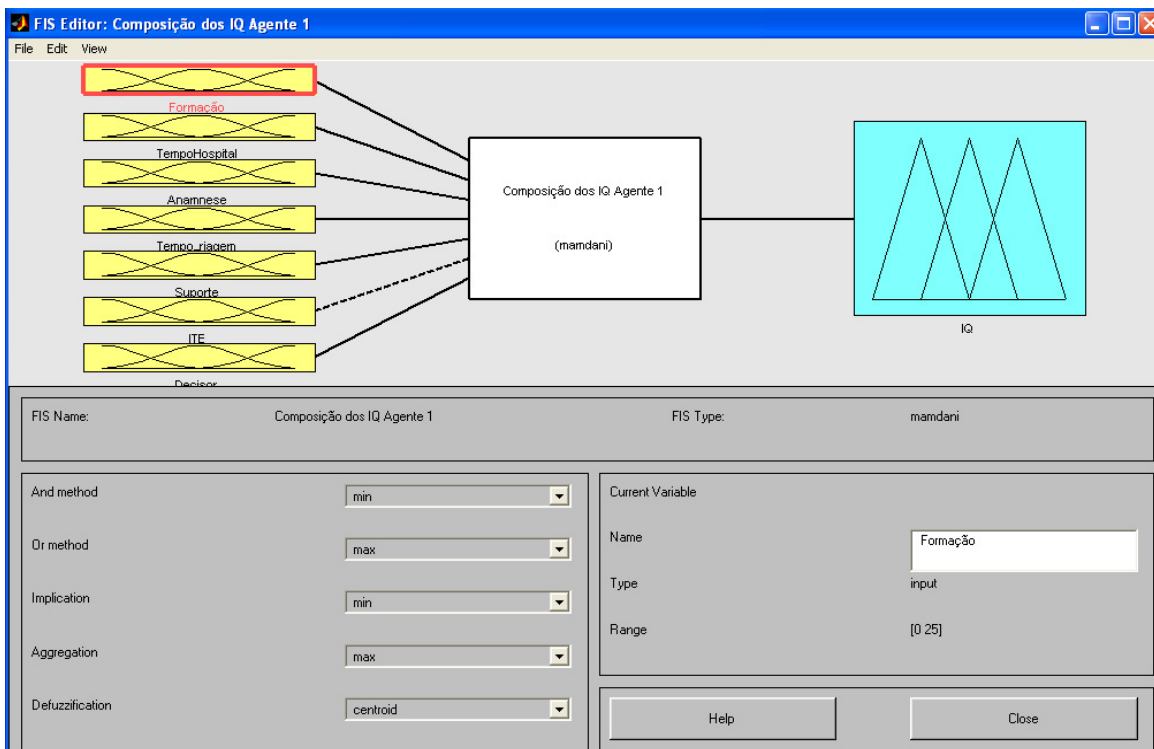 FIS Editor: Composição dos IQ Agente 1
File Edit View
Formação
TempoHospital
Anamnese
Tempo_riagem
Suporte
ITE
Decisor
Composição dos IQ Agente 1
(mamdani)
IQ
FIS Name: Composição dos IQ Agente 1 FIS Type: mamdani
And method min
Or method max
Implication min
Aggregation max
Defuzzification centroid
Current Variable
Name Formação
Type input
Range [0 25]
Help Close